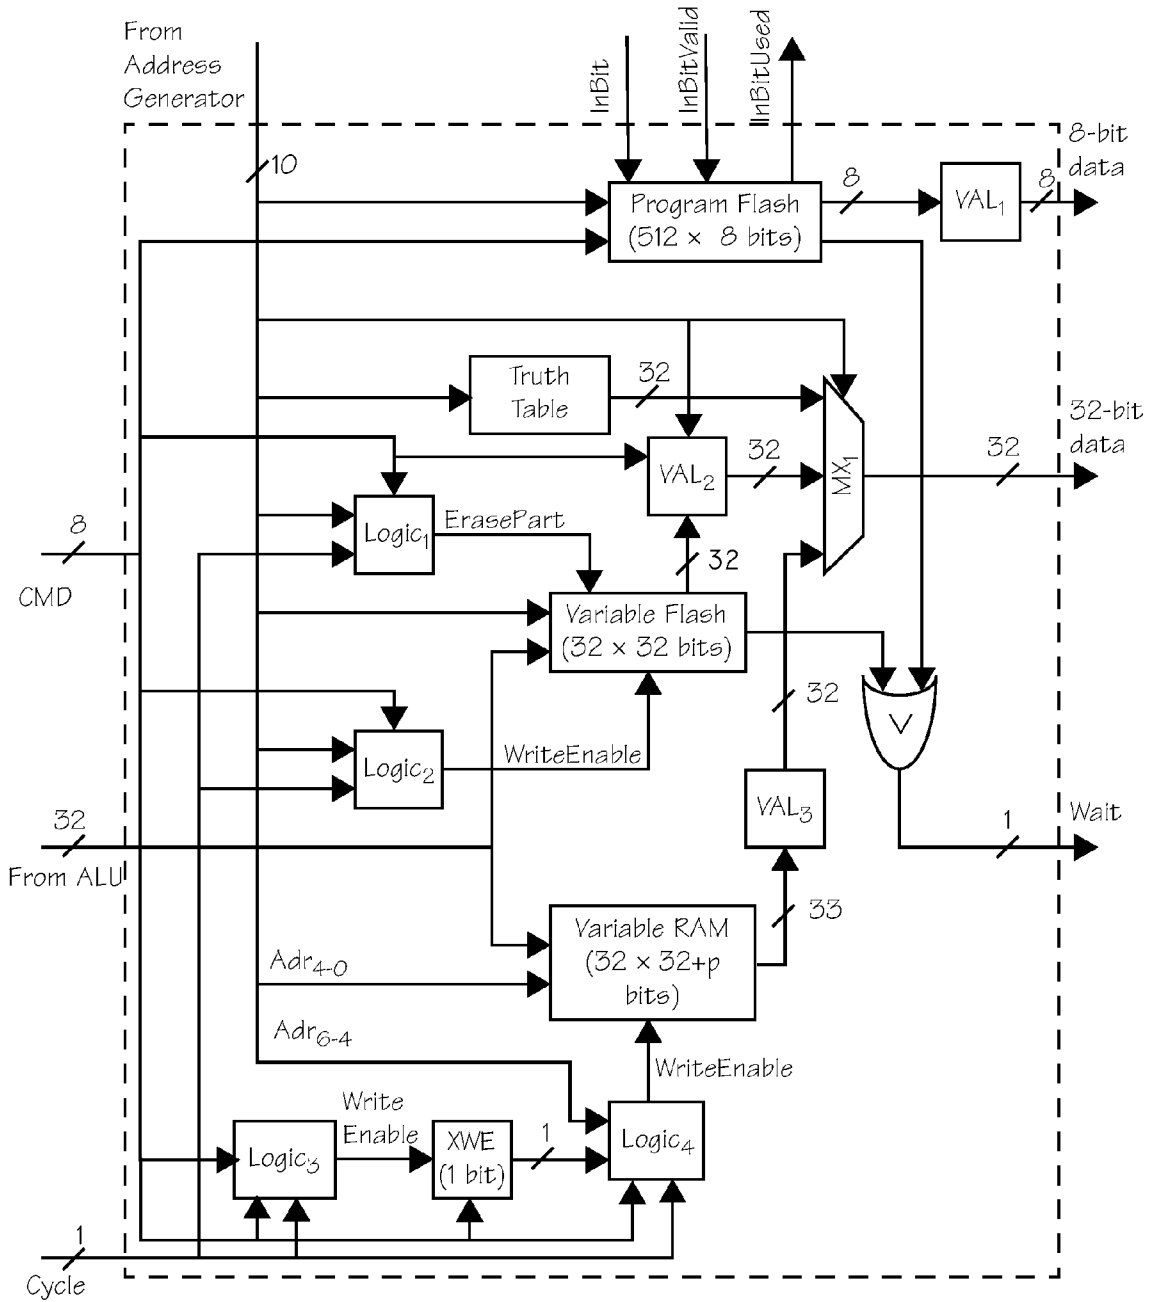 From
Address
Generator
InBit
InBitValid
InBitUsed
10
8-bit
data
Program Flash
(512 × 8 bits)
8
VAL1
8
Truth
Table
32
32-bit
data
VAL2
32
MX1
32
8
CMD
Logic1
ErasePart
32
Variable Flash
(32 × 32 bits)
32
V
Logic2
WriteEnable
VAL3
32
From ALU
1
Wait
33
Variable RAM
(32 × 32+p
bits)
Adr4-0
Adr6-4
WriteEnable
Write
Enable
Logic3
XWE
(1 bit)
1
Logic4
1
Cycle